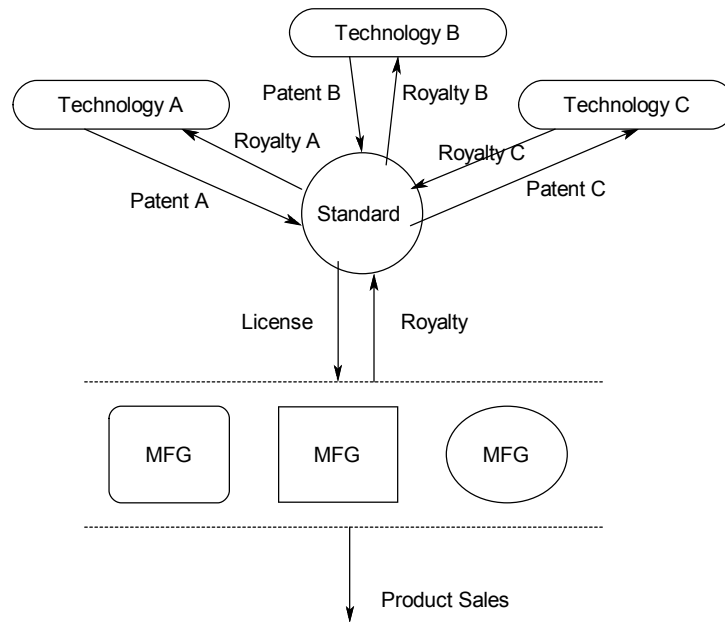 Technology B
Patent B
Royalty B
Technology A
Technology C
Royalty A
Royalty C
Patent A
Standard
Patent C
License
Royalty
MFG
MFG
MFG
Product Sales